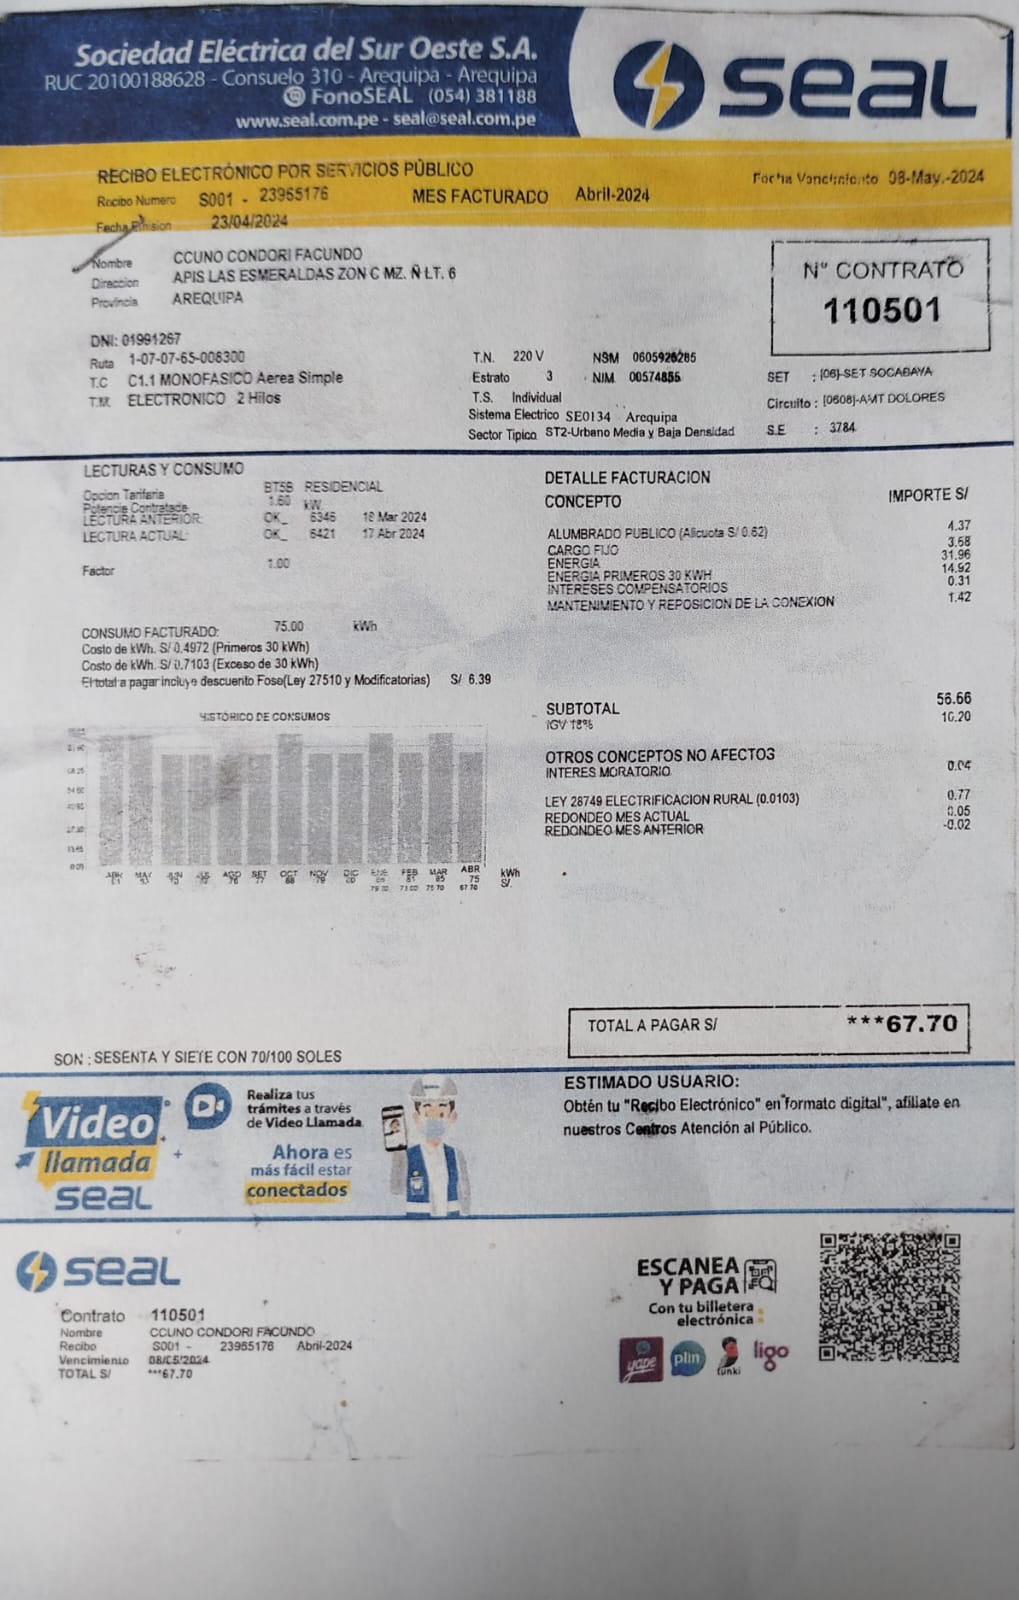 Sociedad Eléctrica del Sur Oeste S.A.
RUC 20100188628 - Consuelo 310 - Arequipa - Arequipa
FonoSEAL (054) 381188
www.seal.com.pe - seal@seal.com.pe
seal
RECIBO ELECTRÓNICO POR SERVICIOS PÚBLICO
Recibo Numero S001 - 23955176 MES FACTURADO Abril-2024
Fecha Vencimiento 08-May.-2024
Fecha Emision 23/04/2024
Nombre CCUNO CONDORI FACUNDO
Direccion APIS LAS ESMERALDAS ZON C MZ. Ñ LT. 6
Provincia AREQUIPA
N° CONTRATO
110501
DNI: 01991267
Ruta 1-07-07-65-008300
T.C C1.1 MONOFASICO Aerea Simple
T.M. ELECTRONICO 2 Hilos
T.N. 220 V NSM 0605926285
Estrato 3 NIM 00574855
T.S. Individual
Sistema Electrico SE0134 Arequipa
Sector Tipico ST2-Urbano Media y Baja Densidad
SET : [06]-SET SOCABAYA
Circuito : [0608]-AMT DOLORES
S.E : 3784
LECTURAS Y CONSUMO
Opcion Tarifaria BT5B RESIDENCIAL
Potencia Contratada 1.60 kW
LECTURA ANTERIOR: OK_ 6346 18 Mar 2024
LECTURA ACTUAL: OK_ 6421 17 Abr 2024
Factor 1.00
CONSUMO FACTURADO: 75.00 kWh
Costo de kWh. S/ 0.4972 (Primeros 30 kWh)
Costo de kWh. S/ 0.7103 (Exceso de 30 kWh)
El total a pagar incluye descuento Fose(Ley 27510 y Modificatorias) S/ 6.39
DETALLE FACTURACION
CONCEPTO IMPORTE S/
ALUMBRADO PUBLICO (Alicuota S/ 0.62) 4.37
CARGO FIJO 3.68
ENERGIA 31.96
ENERGIA PRIMEROS 30 KWH 14.92
INTERESES COMPENSATORIOS 0.31
MANTENIMIENTO Y REPOSICION DE LA CONEXION 1.42
SUBTOTAL 56.66
IGV 18% 10.20
OTROS CONCEPTOS NO AFECTOS
INTERES MORATORIO 0.04
LEY 28749 ELECTRIFICACION RURAL (0.0103) 0.77
REDONDEO MES ACTUAL 0.05
REDONDEO MES ANTERIOR -0.02
HISTÓRICO DE CONSUMOS
ABR MAY JUN JUL AGO SET OCT NOV DIC ENE FEB MAR ABR kWh
76 77 88 79 85 75 S/.
75.70 67.70
TOTAL A PAGAR S/ ***67.70
SON : SESENTA Y SIETE CON 70/100 SOLES
Video
llamada
seal
Realiza tus
trámites a través
de Video Llamada
Ahora es
más fácil estar
conectados
ESTIMADO USUARIO:
Obtén tu "Recibo Electrónico" en formato digital", afiliate en
nuestros Centros Atención al Público.
seal
Contrato 110501
Nombre CCUNO CONDORI FACUNDO
Recibo S001 - 23955176 Abril-2024
Vencimiento 08/05/2024
TOTAL S/ ***67.70
ESCANEA
Y PAGA
Con tu billetera
electrónica
yape plin tunki ligo